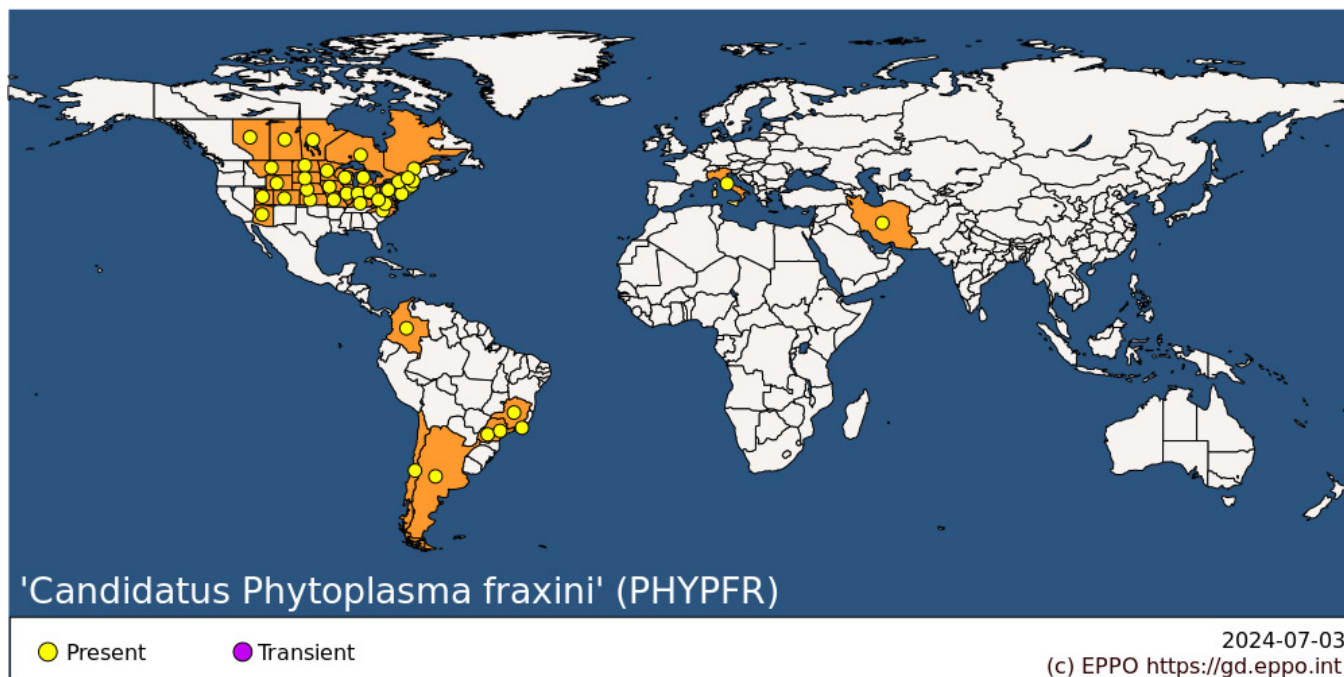 'Candidatus Phytoplasma fraxini' (PHYPFR)
Present
Transient
2024-07-03
(c) EPPO https://gd.eppo.int